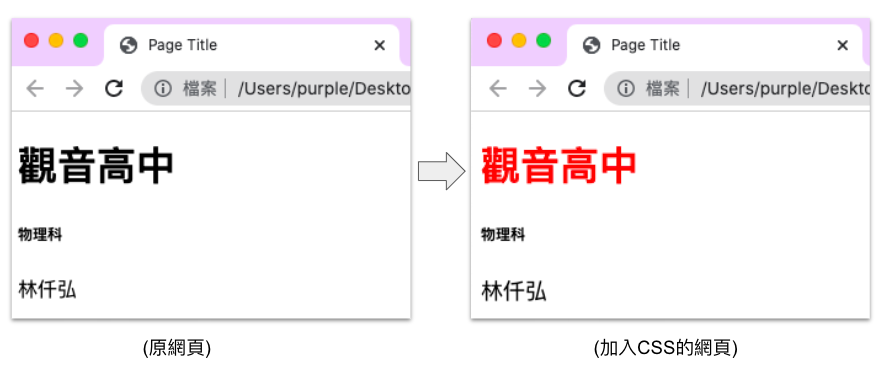 Page Title
檔案 | /Users/purple/Deskto
觀音高中
物理科
林仟弘
(原網頁)
Page Title
檔案 | /Users/purple/Deskto
觀音高中
物理科
林仟弘
(加入CSS的網頁)